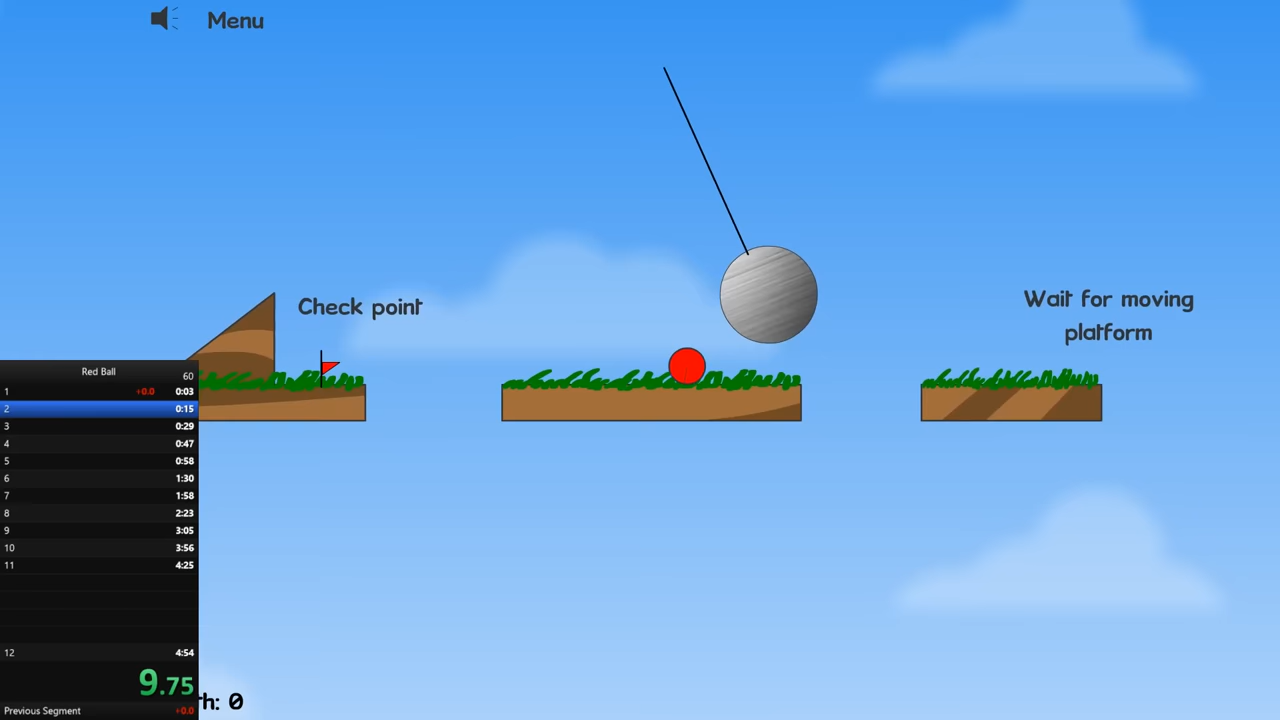 Menu
Check point
Wait for moving
platform
Red Ball
60
1 +0.0 0:03
2 0:15
3 0:29
4 0:47
5 0:58
6 1:30
7 1:58
8 2:23
9 3:05
10 3:56
11 4:25
12 4:54
9.75
Previous Segment +0.0
th: 0